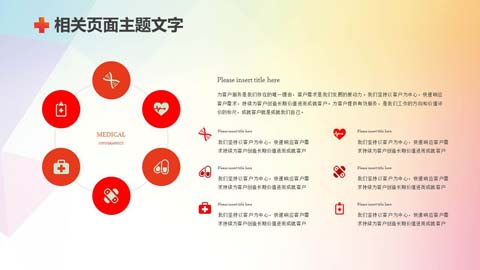 相关页面主题文字
MEDICAL
INFOGRAPHICS
Please insert title here
为客户服务是我们存在的唯一理由，客户需求是我们发展的原动力。我们坚持以客户为中心，快速响应
客户需求，持续为客户创造长期价值进而成就客户。为客户提供有效服务，是我们工作的方向和价值评
价的标尺，成就客户就是成就我们自己。
Please insert title here
我们坚持以客户为中心，快速响应客户需
求持续为客户创造长期价值进而成就客户
Please insert title here
我们坚持以客户为中心，快速响应客户需
求持续为客户创造长期价值进而成就客户
Please insert title here
我们坚持以客户为中心，快速响应客户需
求持续为客户创造长期价值进而成就客户
Please insert title here
我们坚持以客户为中心，快速响应客户需
求持续为客户创造长期价值进而成就客户
Please insert title here
我们坚持以客户为中心，快速响应客户需
求持续为客户创造长期价值进而成就客户
Please insert title here
我们坚持以客户为中心，快速响应客户需
求持续为客户创造长期价值进而成就客户